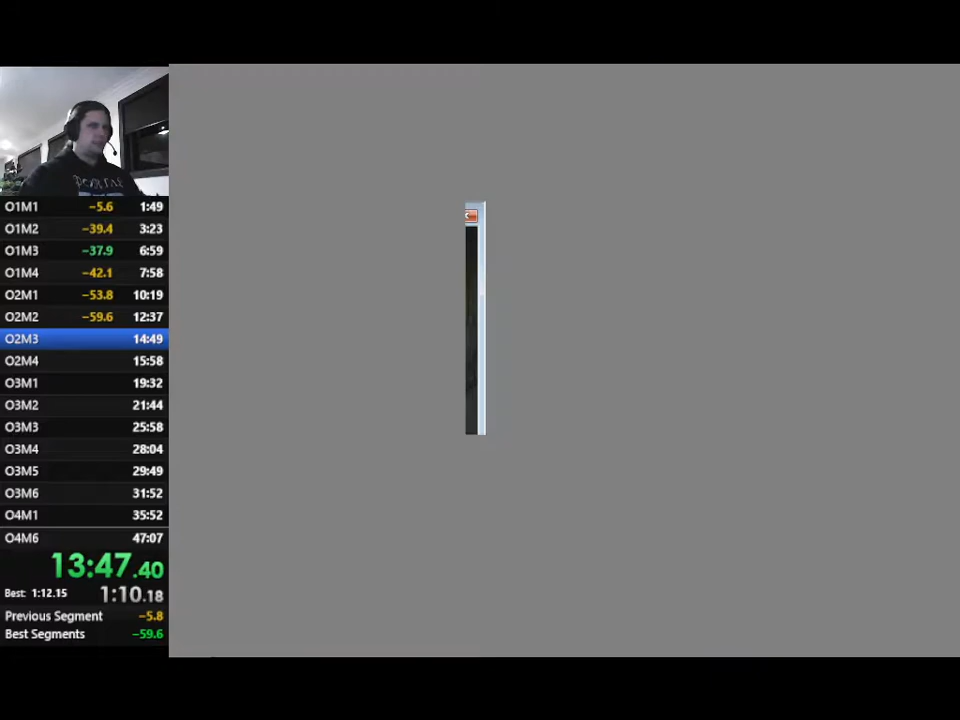 O1M1 −5.6 1:49
O1M2 −39.4 3:23
O1M3 −37.9 6:59
O1M4 −42.1 7:58
O2M1 −53.8 10:19
O2M2 −59.6 12:37
O2M3 14:49
O2M4 15:58
O3M1 19:32
O3M2 21:44
O3M3 25:58
O3M4 28:04
O3M5 29:49
O3M6 31:52
O4M1 35:52
O4M6 47:07
13:47.40
Best: 1:12.15 1:10.18
Previous Segment −5.8
Best Segments −59.6